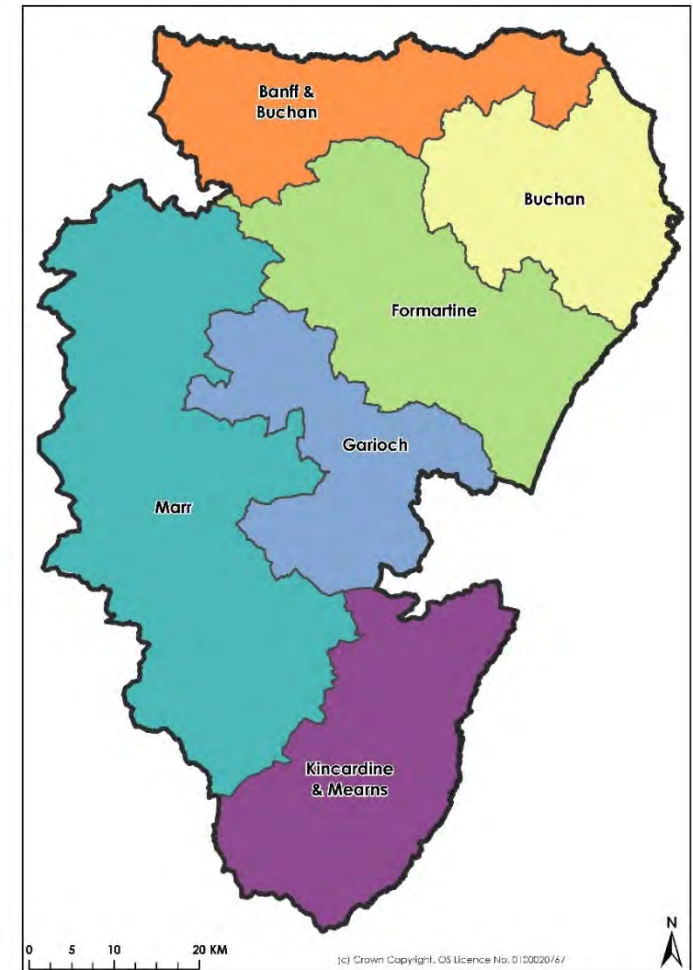 Banff &
Buchan
Buchan
Formartine
Garioch
Marr
Kincardine
& Mearns
N
0 5 10 20 KM
(c) Crown Copyright. OS Licence No. 0100020767